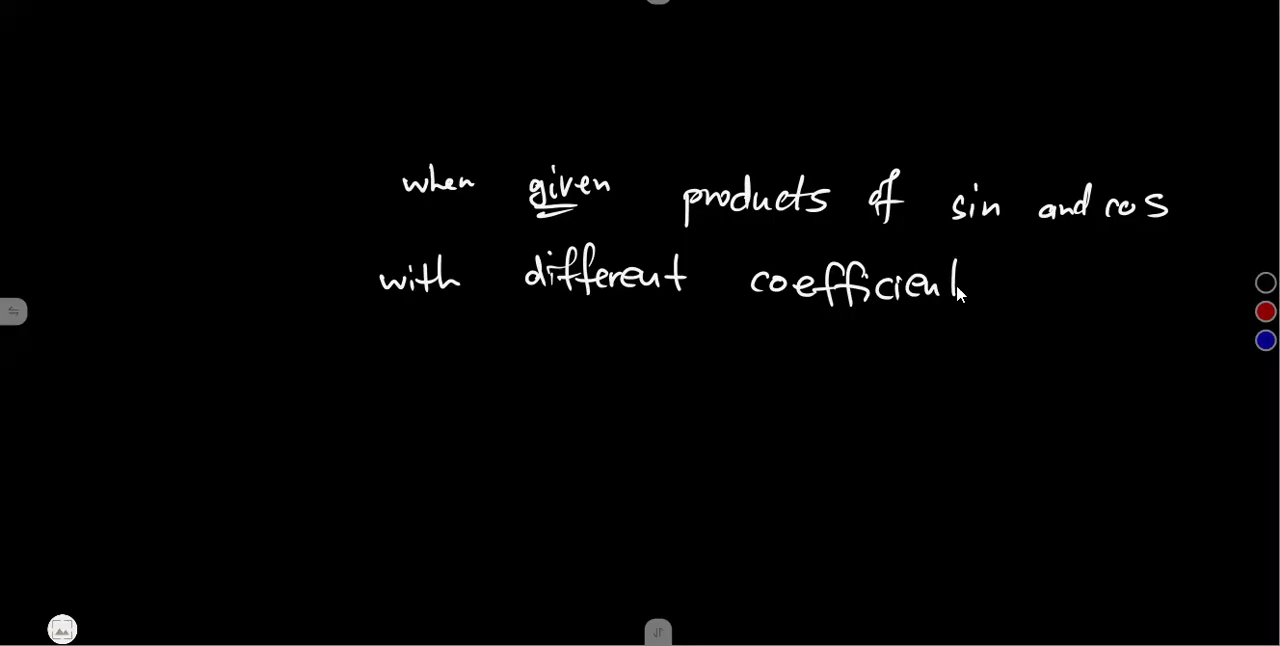 when given products of sin and cos
with different coefficient